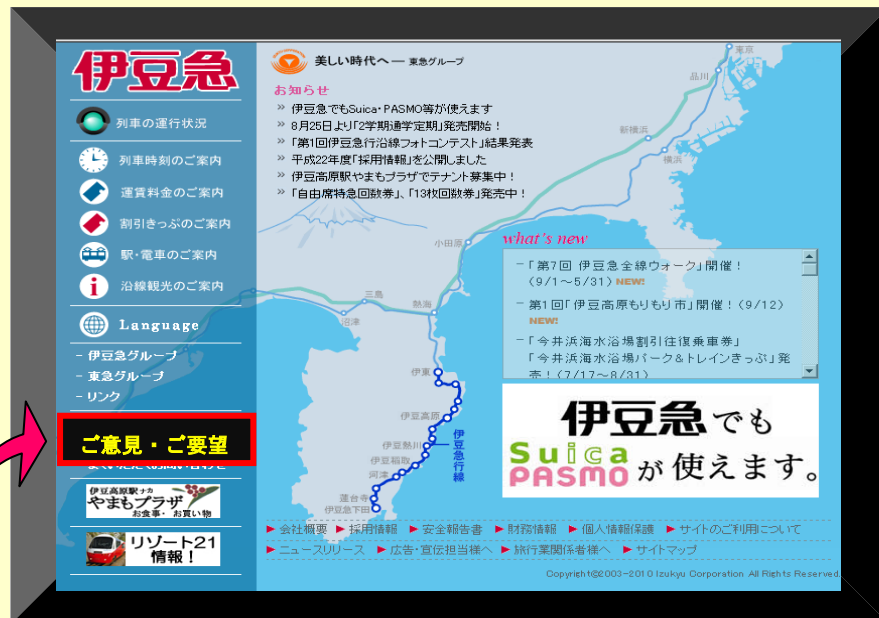 伊豆急
美しい時代へ― 東急グループ
お知らせ
» 伊豆急でもSuica・PASMO等が使えます
» 8月25日より「2学期通学定期」発売開始！
» 「第1回伊豆急行沿線フォトコンテスト」結果発表
» 平成22年度「採用情報」を公開しました
» 伊豆高原駅やまもプラザでテナント募集中！
» 「自由席特急回数券」、「13枚回数券」発売中！
列車の運行状況
列車時刻のご案内
運賃料金のご案内
割引きっぷのご案内
駅・電車のご案内
沿線観光のご案内
Language
- 伊豆急グループ
- 東急グループ
- リンク
ご意見・ご要望
伊豆高原駅ナカ
やまもプラザ
お食事・お買い物
リゾート21
情報！
東京
品川
新横浜
横浜
小田原
三島
熱海
沼津
伊東
伊豆高原
伊豆熱川
伊豆稲取
河津
蓮台寺
伊豆急下田
伊豆急行線
what's new
－「第7回 伊豆急全線ウォーク」開催！
（9/1～5/31）NEW!
－ 第1回「伊豆高原もりもり市」開催！（9/12）
NEW!
－「今井浜海水浴場割引往復乗車券」
「今井浜海水浴場パーク＆トレインきっぷ」発
売！（7/17～8/31）
伊豆急でも
Suica
PASMO が使えます。
会社概要 採用情報 安全報告書 財務情報 個人情報保護 サイトのご利用について
ニュースリリース 広告・宣伝担当様へ 旅行業関係者様へ サイトマップ
Copyright©2003-2010 Izukyu Corporation All Rights Reserved.